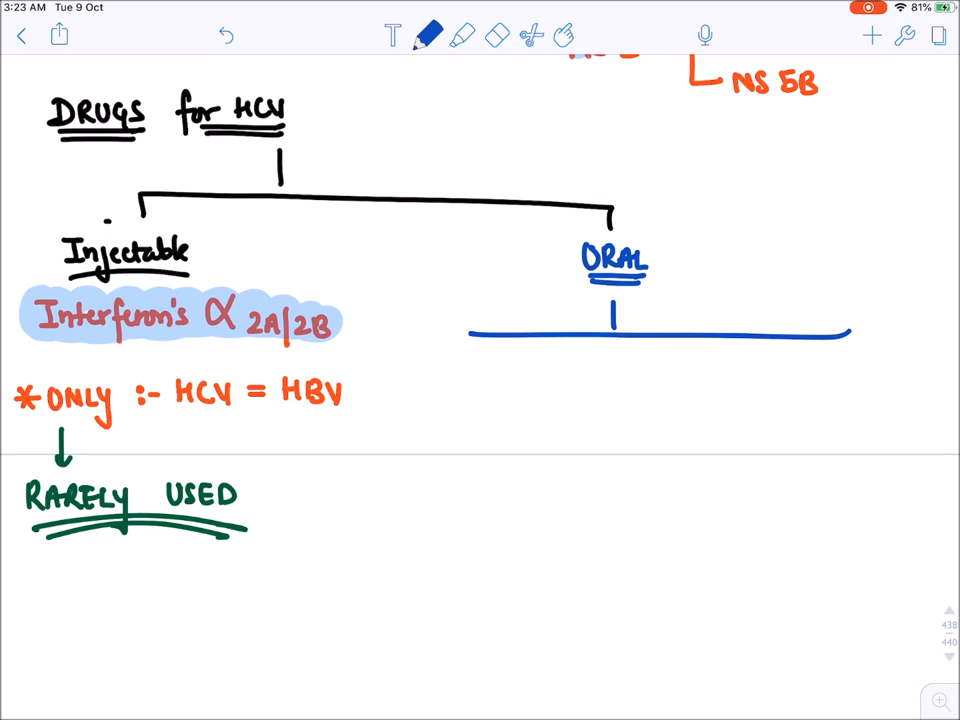 3:23 AM Tue 9 Oct
81%
T
NS 5B
DRUGS for HCV
Injectable
ORAL
Interferon's α 2A/2B
* ONLY :- HCV = HBV
RARELY USED
438
440